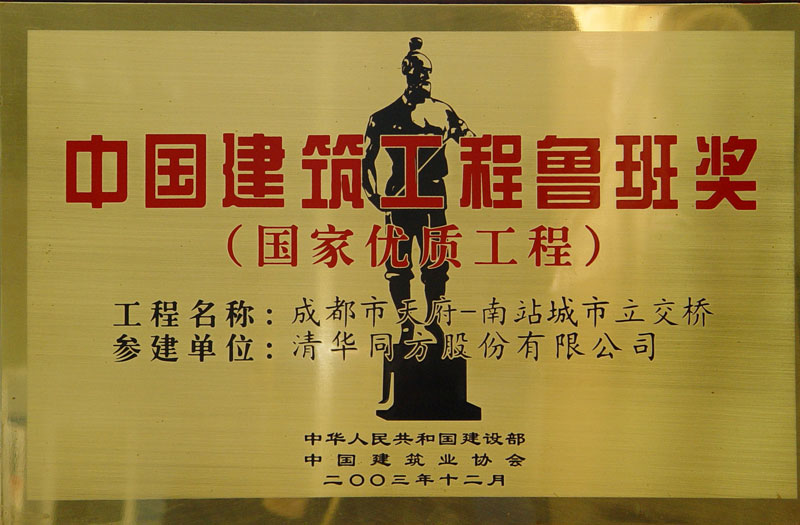 中国建筑工程鲁班奖
（国家优质工程）
工程名称：成都市天府-南站城市立交桥
参建单位：清华同方股份有限公司
中华人民共和国建设部
中国建筑业协会
二〇〇三年十二月